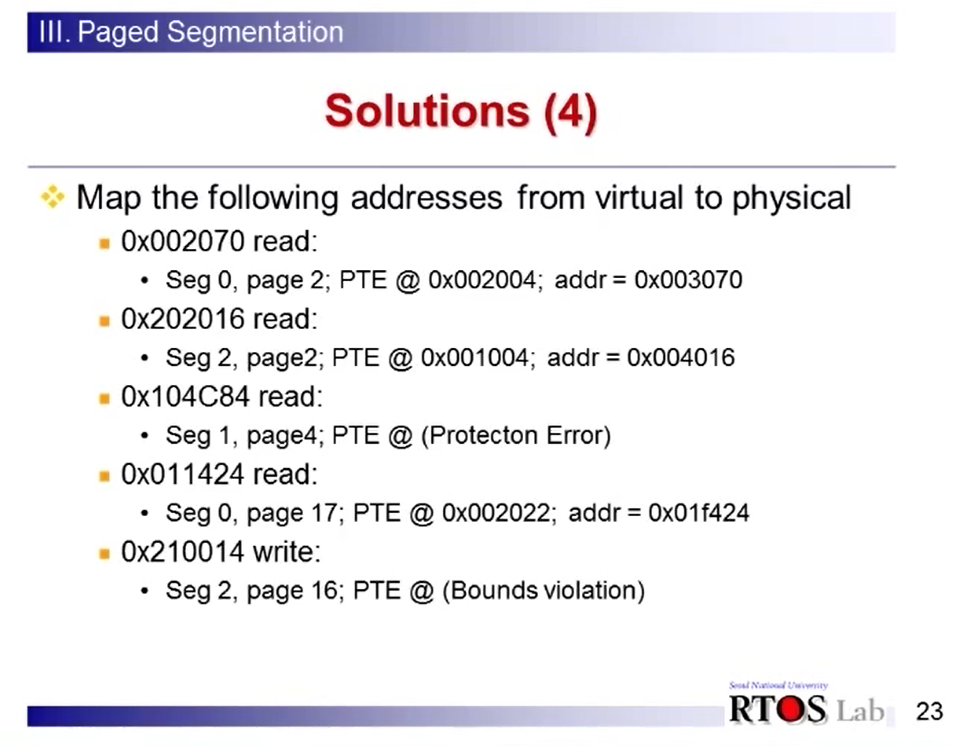 III. Paged Segmentation
Solutions (4)
Map the following addresses from virtual to physical
0x002070 read:
• Seg 0, page 2; PTE @ 0x002004; addr = 0x003070
0x202016 read:
• Seg 2, page2; PTE @ 0x001004; addr = 0x004016
0x104C84 read:
• Seg 1, page4; PTE @ (Protecton Error)
0x011424 read:
• Seg 0, page 17; PTE @ 0x002022; addr = 0x01f424
0x210014 write:
• Seg 2, page 16; PTE @ (Bounds violation)
Seoul National University
RTOS Lab
23